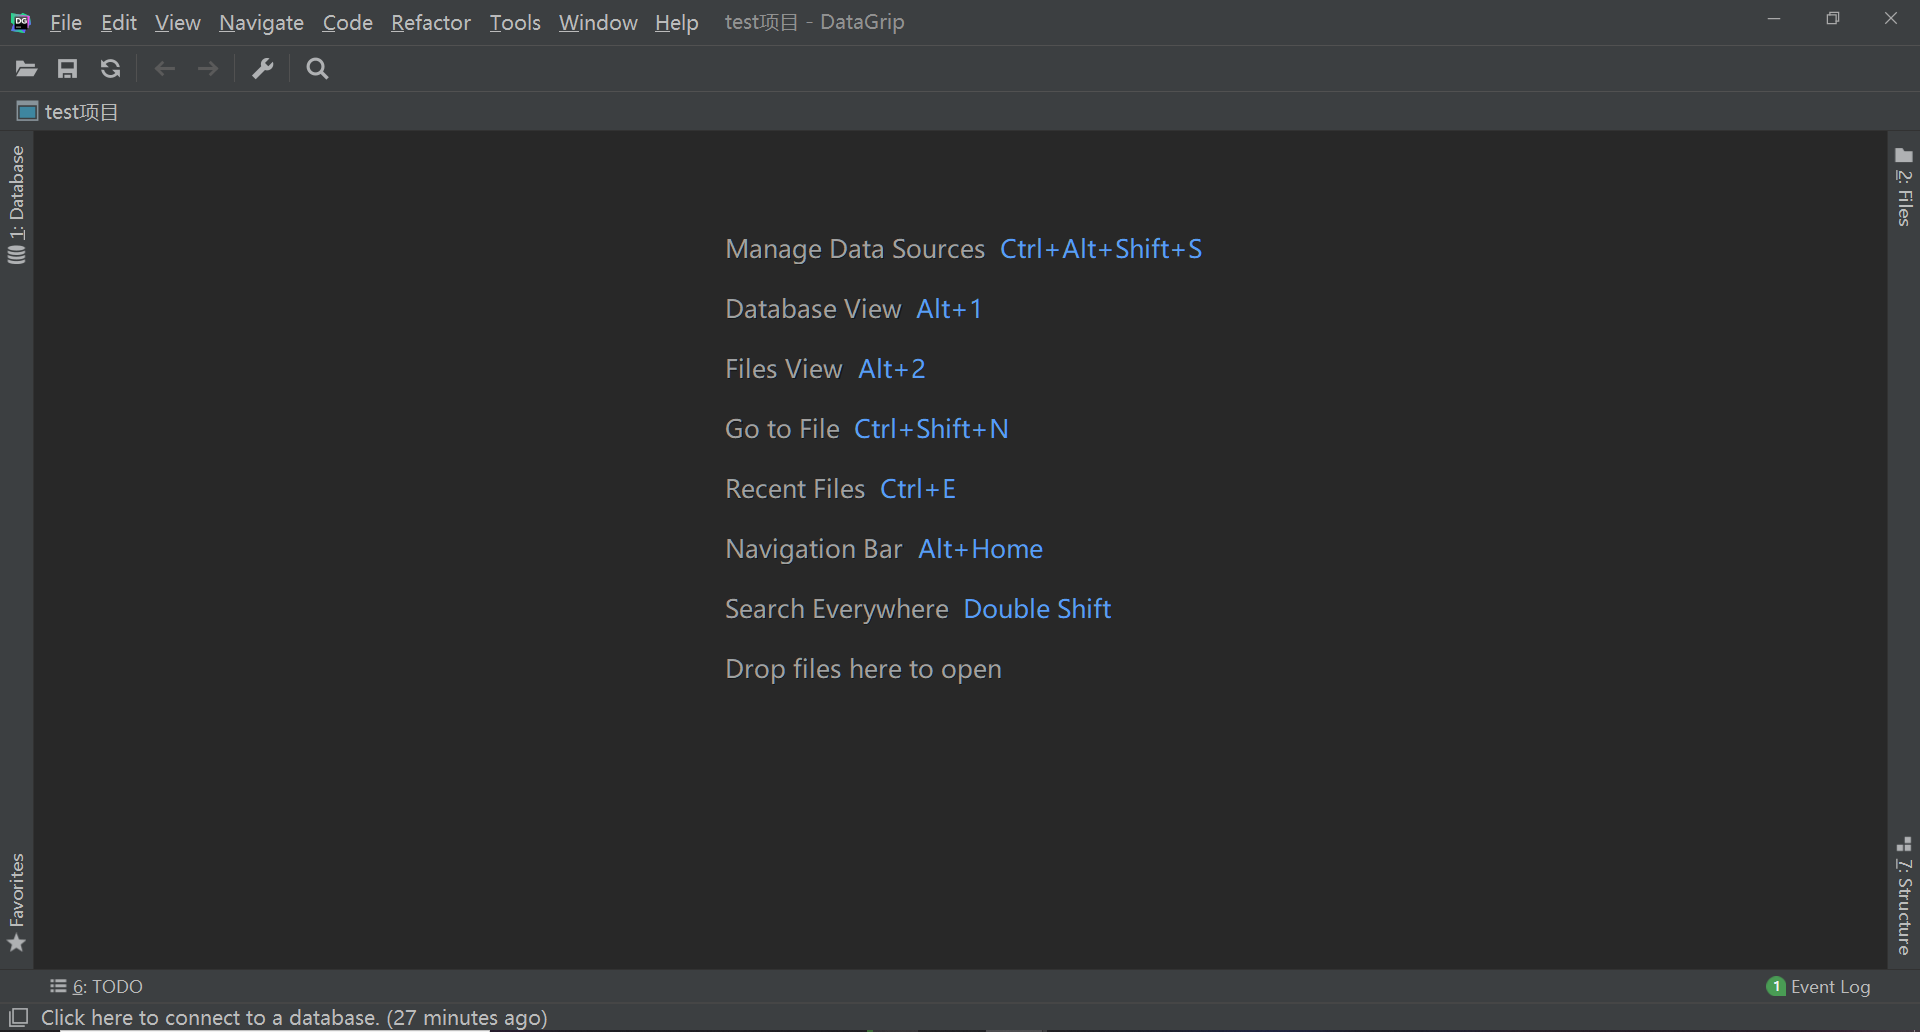 DG File Edit View Navigate Code Refactor Tools Window Help test项目 - DataGrip
test项目
1: Database
2: Files
Manage Data Sources Ctrl+Alt+Shift+S
Database View Alt+1
Files View Alt+2
Go to File Ctrl+Shift+N
Recent Files Ctrl+E
Navigation Bar Alt+Home
Search Everywhere Double Shift
Drop files here to open
Favorites
7: Structure
6: TODO
1 Event Log
Click here to connect to a database. (27 minutes ago)